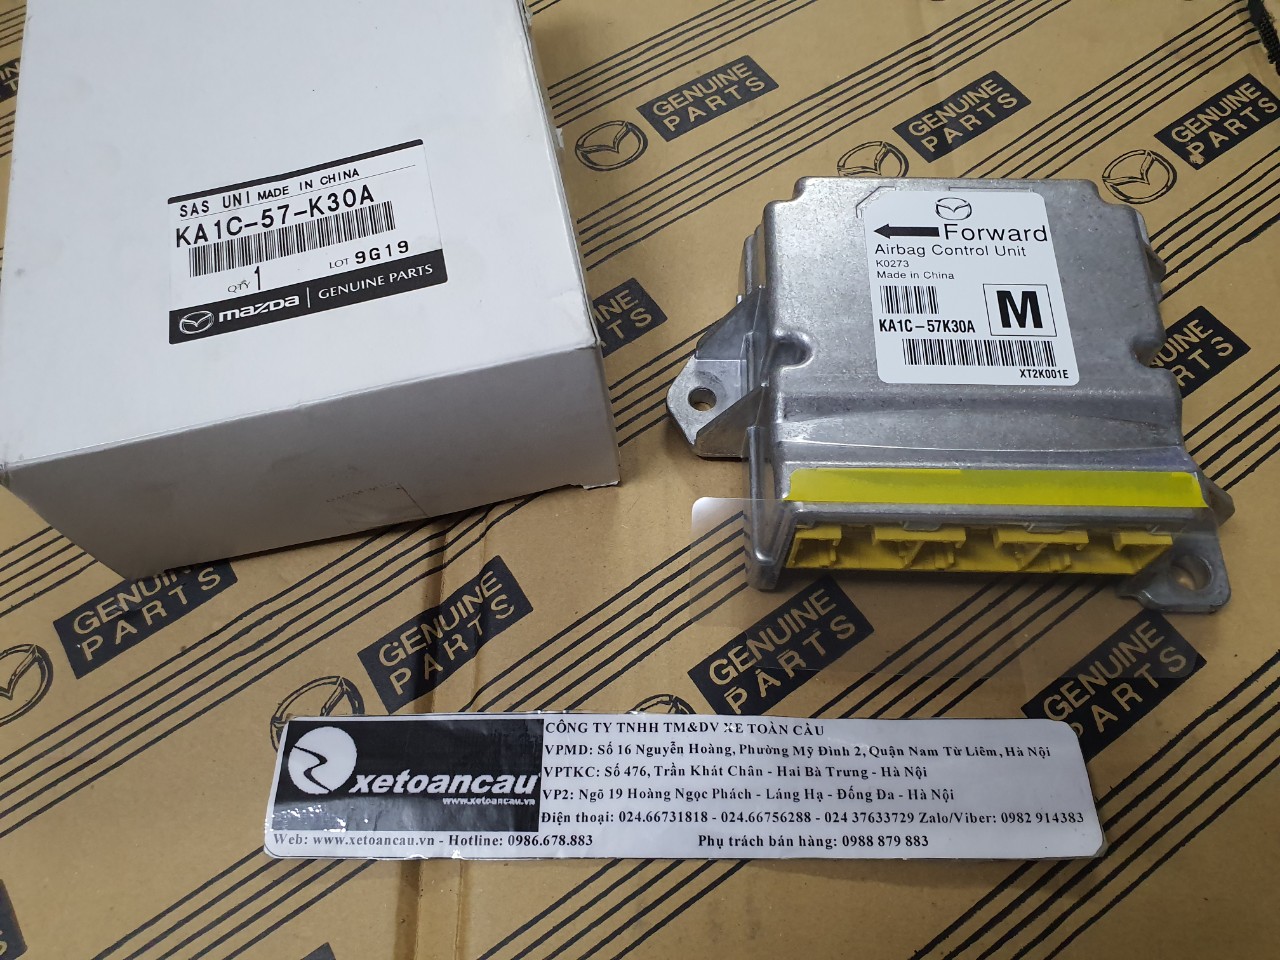 SAS UNI MADE IN CHINA
KA1C-57-K30A
QTY 1 LOT 9G19
mazda GENUINE PARTS
Forward
Airbag Control Unit
K0273
Made in China
KA1C-57K30A
M
XT2K001E
GENUINE PARTS
GENUINE PARTS
GENUINE PARTS
GENUINE PARTS
GENUINE PARTS
GENUINE PARTS
GENUINE PARTS
GENUINE PARTS
GENUINE PARTS
xetoancau
www.xetoancau.vn
CÔNG TY TNHH TM&DV XE TOÀN CẦU
VPMD: Số 16 Nguyễn Hoàng, Phường Mỹ Đình 2, Quận Nam Từ Liêm, Hà Nội
VPTKC: Số 476, Trần Khát Chân - Hai Bà Trưng - Hà Nội
VP2: Ngõ 19 Hoàng Ngọc Phách - Láng Hạ - Đống Đa - Hà Nội
Điện thoại: 024.66731818 - 024.66756288 - 024 37633729 Zalo/Viber: 0982 914383
Web: www.xetoancau.vn - Hotline: 0986.678.883 Phụ trách bán hàng: 0988 879 883